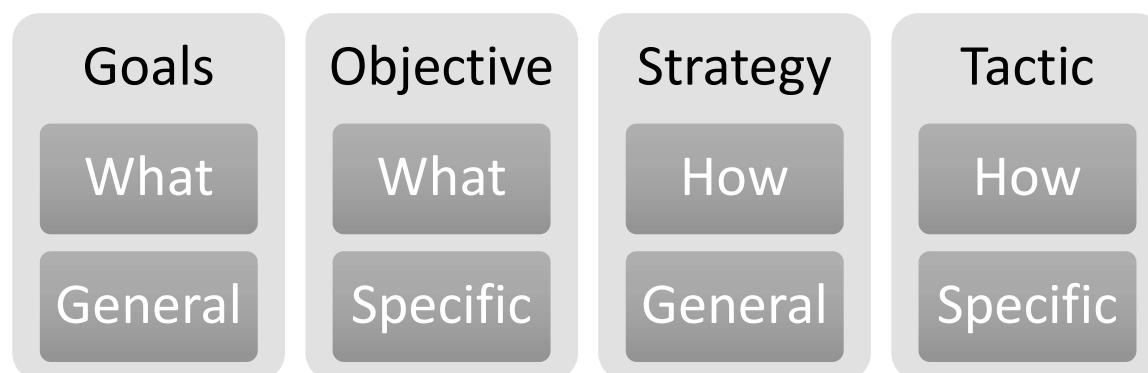 Goals
What
General
Objective
What
Specific
Strategy
How
General
Tactic
How
Specific